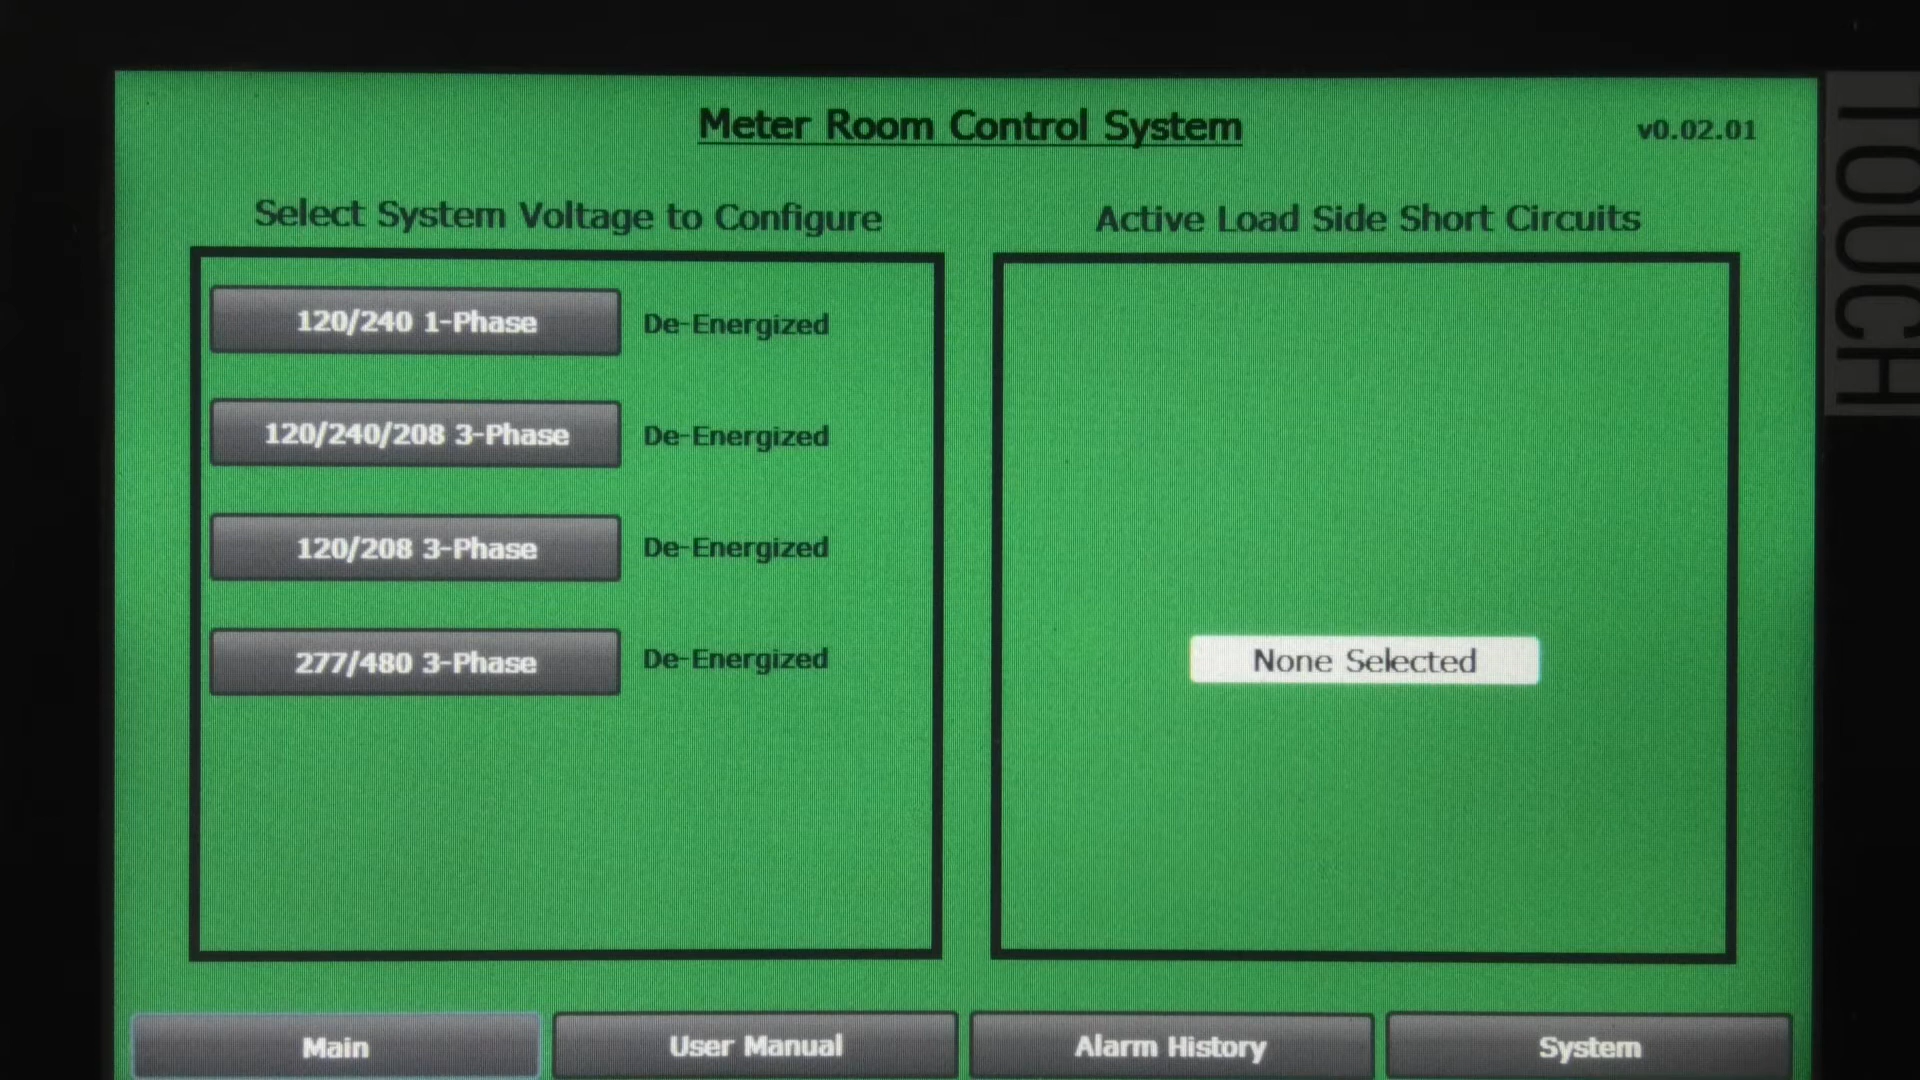 Meter Room Control System
v0.02.01
Select System Voltage to Configure
120/240 1-Phase De-Energized
120/240/208 3-Phase De-Energized
120/208 3-Phase De-Energized
277/480 3-Phase De-Energized
Active Load Side Short Circuits
None Selected
Main
User Manual
Alarm History
System
TOUCH